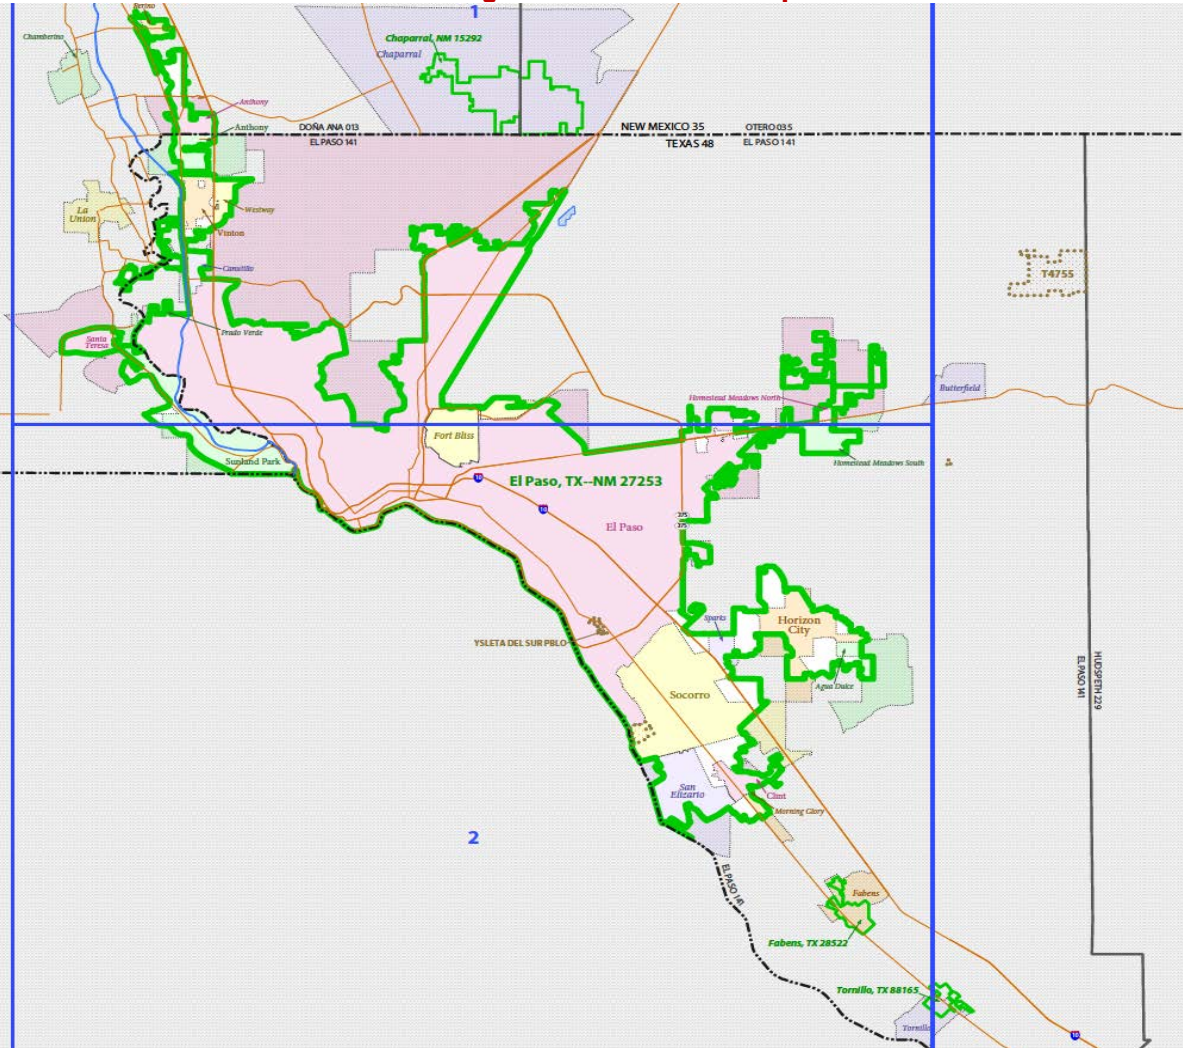 1
Berino
Chamberino
Chaparral, NM 15292
Chaparral
Anthony
Anthony
DOÑA ANA 013
EL PASO 141
NEW MEXICO 35
OTERO 035
TEXAS 48
EL PASO 141
La
Union
Westway
Vinton
Canutillo
T4755
Prado Verde
Santa
Teresa
Butterfield
Homestead Meadows North
Fort Bliss
Sunland Park
Homestead Meadows South
10
El Paso, TX--NM 27253
10
El Paso
375
375
Sparks
Horizon
City
YSLETA DEL SUR PBLO
HUDSPETH 229
EL PASO 141
Agua Dulce
Socorro
San
Elizario
Clint
Morning Glory
2
EL PASO 141
Fabens
Fabens, TX 28522
Tornillo, TX 88165
Tornillo
10